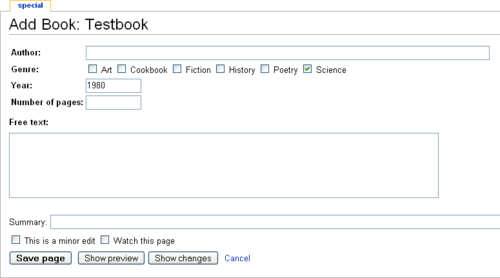 special
Add Book: Testbook
Author:
Genre: Art Cookbook Fiction History Poetry Science
Year: 1980
Number of pages:
Free text:
Summary:
This is a minor edit Watch this page
Save page Show preview Show changes Cancel